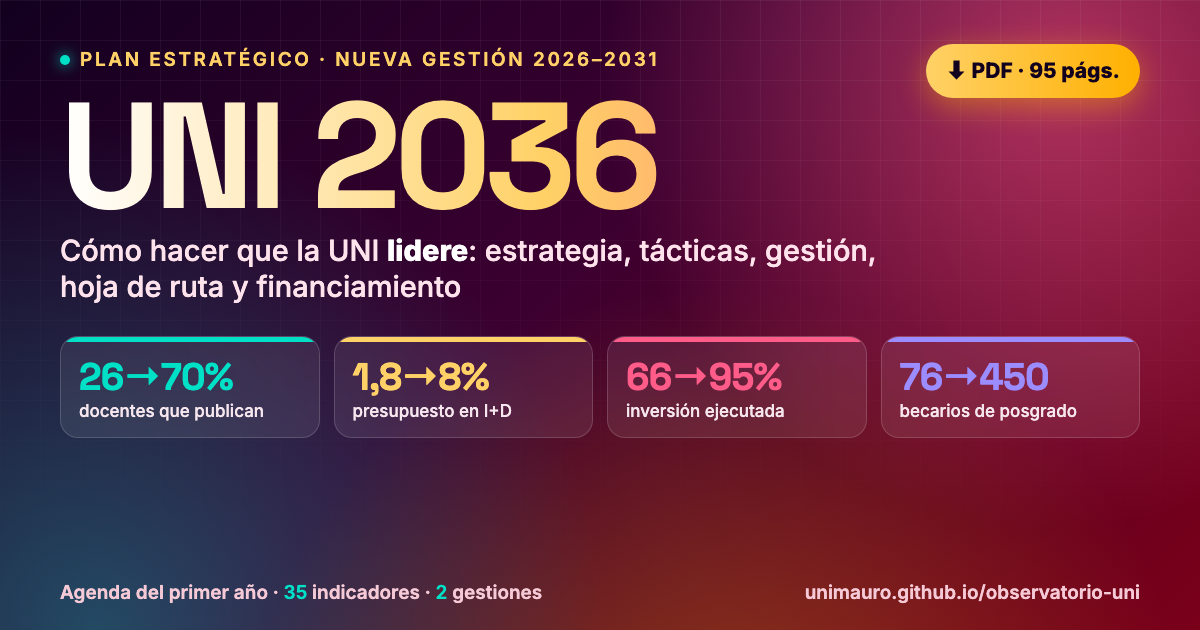 PLAN ESTRATÉGICO · NUEVA GESTIÓN 2026–2031
⬇ PDF · 95 págs.
UNI 2036
Cómo hacer que la UNI lidere: estrategia, tácticas, gestión,
hoja de ruta y financiamiento
26→70%
docentes que publican
1,8→8%
presupuesto en I+D
66→95%
inversión ejecutada
76→450
becarios de posgrado
Agenda del primer año · 35 indicadores · 2 gestiones
unimauro.github.io/observatorio-uni